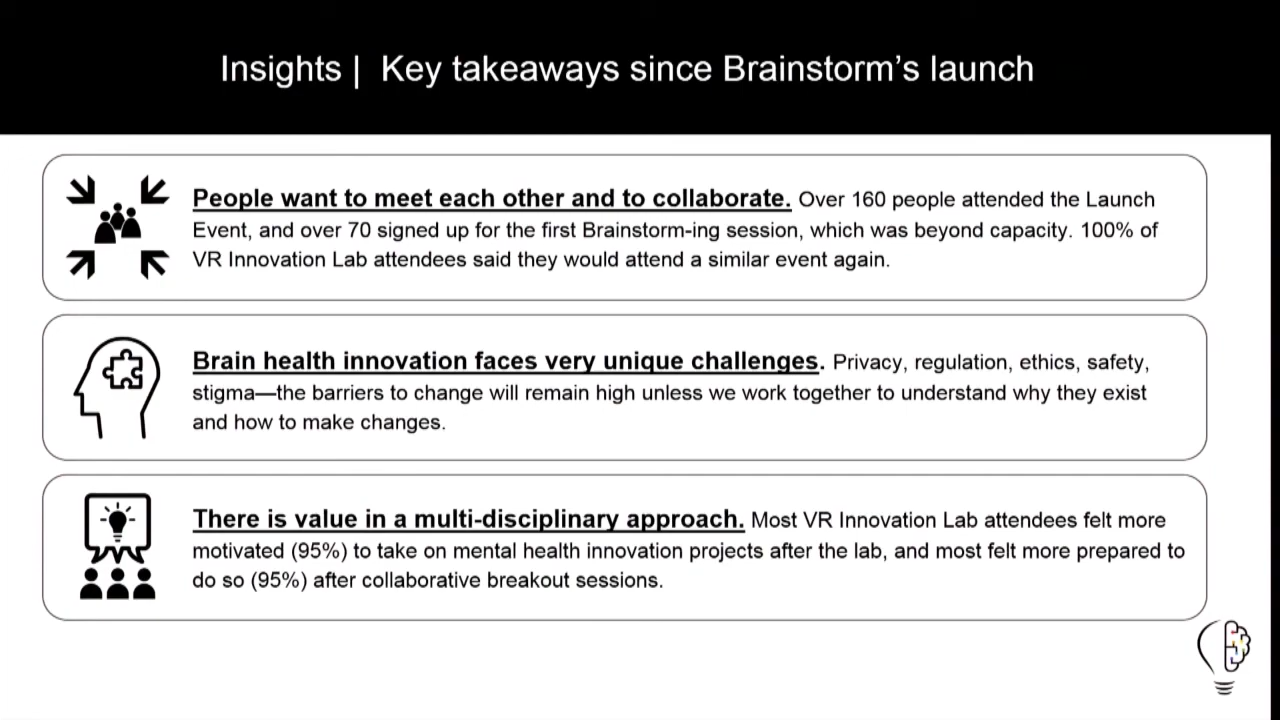 Insights | Key takeaways since Brainstorm’s launch
People want to meet each other and to collaborate. Over 160 people attended the Launch
Event, and over 70 signed up for the first Brainstorm-ing session, which was beyond capacity. 100% of
VR Innovation Lab attendees said they would attend a similar event again.
Brain health innovation faces very unique challenges. Privacy, regulation, ethics, safety,
stigma—the barriers to change will remain high unless we work together to understand why they exist
and how to make changes.
There is value in a multi-disciplinary approach. Most VR Innovation Lab attendees felt more
motivated (95%) to take on mental health innovation projects after the lab, and most felt more prepared to
do so (95%) after collaborative breakout sessions.